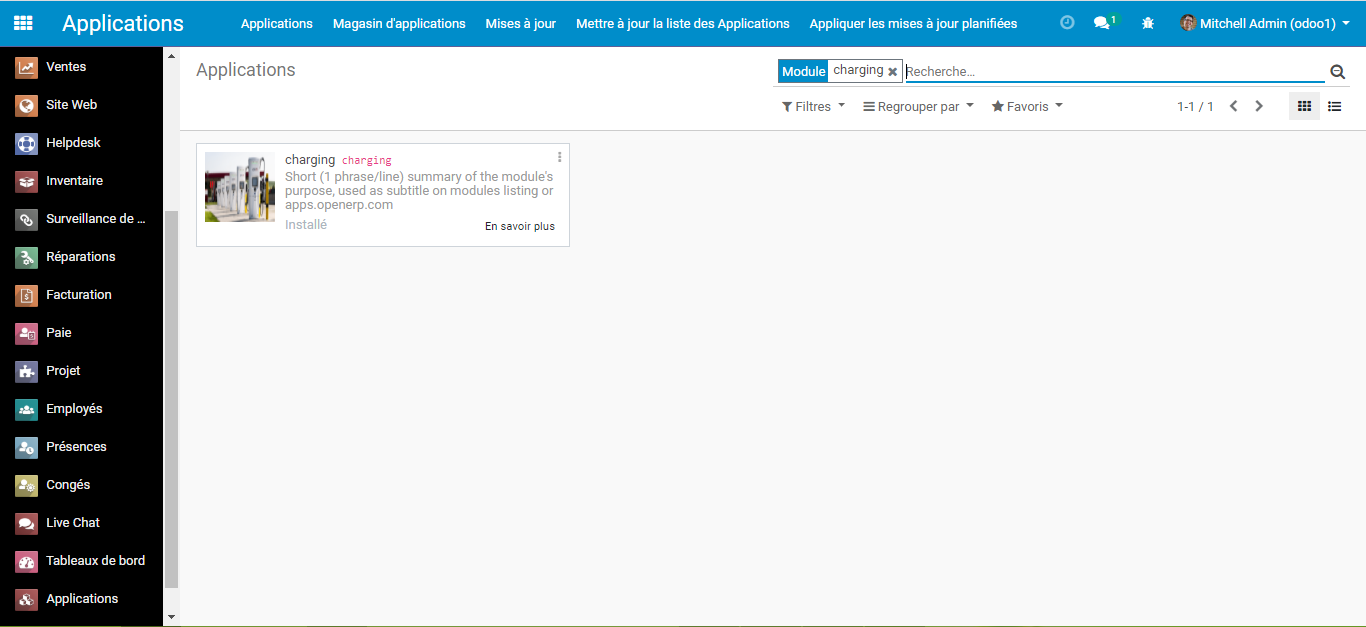 Applications
Applications Magasin d'applications Mises à jour Mettre à jour la liste des Applications Appliquer les mises à jour planifiées
1
Mitchell Admin (odoo1)
Ventes
Site Web
Helpdesk
Inventaire
Surveillance de ...
Réparations
Facturation
Paie
Projet
Employés
Présences
Congés
Live Chat
Tableaux de bord
Applications
Applications
Module charging Recherche...
Filtres Regrouper par Favoris
1-1 / 1
charging charging
Short (1 phrase/line) summary of the module's
purpose, used as subtitle on modules listing or
apps.openerp.com
Installé
En savoir plus